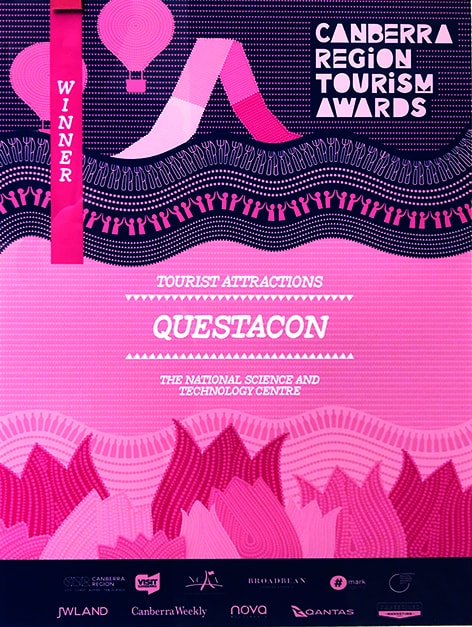 WINNER
CANBERRA
REGION
TOURISM
AWARDS
TOURIST ATTRACTIONS
QUESTACON
THE NATIONAL SCIENCE AND
TECHNOLOGY CENTRE
CANBERRA
REGION
VISIT
BROADBEAN
# mark
JWLAND
CanberraWeekly
nova
QANTAS